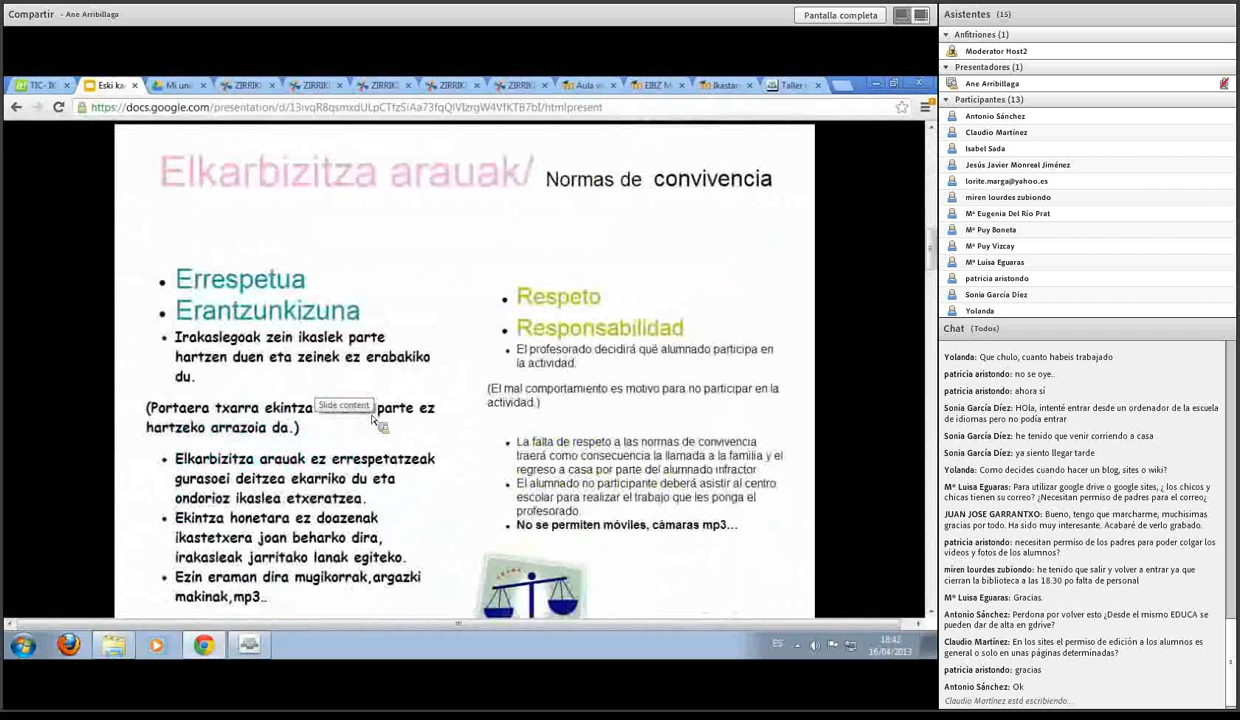 Compartir - Ane Arribillaga
Pantalla completa
TIC- IK
Eski ka
Mi uni
ZIRRIKI
ZIRRIKI
ZIRRIKI
ZIRRIKI
ZIRRIKI
Aula vi
EIBZ M
Ikastar
Taller
https://docs.google.com/presentation/d/13ivqR8qsmxdULpCTfzSiAa73fqQlVIzrgW4VfKTB7bI/htmlpresent
Elkarbizitza arauak/ Normas de convivencia
Errespetua
Erantzunkizuna
Irakaslegoak zein ikaslek parte
hartzen duen eta zeinek ez erabakiko
du.
(Portaera txarra ekintza parte ez
hartzeko arrazoia da.)
Slide content
Elkarbizitza arauak ez errespetatzeak
gurasoei deitzea ekarriko du eta
ondorioz ikaslea etxeratzea.
Ekintza honetara ez doazenak
ikastetxera joan beharko dira,
irakasleak jarritako lanak egiteko.
Ezin eraman dira mugikorrak,argazki
makinak,mp3..
Respeto
Responsabilidad
El profesorado decidirá qué alumnado participa en
la actividad.
(El mal comportamiento es motivo para no participar en la
actividad.)
La falta de respeto a las normas de convivencia
traerá como consecuencia la llamada a la familia y el
regreso a casa por parte del alumnado infractor
El alumnado no participante deberá asistir al centro
escolar para realizar el trabajo que les ponga el
profesorado.
No se permiten móviles, cámaras mp3...
ES
18:42
16/04/2013
Asistentes (15)
Anfitriones (1)
Moderator Host2
Presentadores (1)
Ane Arribillaga
Participantes (13)
Antonio Sánchez
Claudio Martínez
Isabel Sada
Jesús Javier Monreal Jiménez
lorite.marga@yahoo.es
miren lourdes zubiondo
Mª Eugenia Del Río Prat
Mª Puy Boneta
Mª Puy Vizcay
Mª Luisa Eguaras
patricia aristondo
Sonia García Díez
Yolanda
Chat (Todos)
Yolanda: Que chulo, cuanto habeis trabajado
patricia aristondo: no se oye..
patricia aristondo: ahora si
Sonia García Díez: HOla, intenté entrar desde un ordenador de la escuela
de idiomas pero no podía entrar
Sonia García Díez: he tenido que venir corriendo a casa
Sonia García Díez: ya siento llegar tarde
Yolanda: Como decides cuando hacer un blog, sites o wiki?
Mª Luisa Eguaras: Para utilizar google drive o google sites, ¿ los chicos y
chicas tienen su correo? ¿Necesitan permiso de padres para el correo¿
JUAN JOSE GARRANTXO: Bueno, tengo que marcharme, muchisimas
gracias por todo. Ha sido muy interesante. Acabaré de verlo grabado.
patricia aristondo: necesitan permiso de los padres para poder colgar los
videos y fotos de los alumnos?
miren lourdes zubiondo: he tenido que salir y volver a entrar ya que
cierran la biblioteca a las 18.30 po falta de personal
Mª Luisa Eguaras: Gracias.
Antonio Sánchez: Perdona por volver esto ¿Desde el mismo EDUCA se
pueden dar de alta en gdrive?
Claudio Martínez: En los sites el permiso de edición a los alumnos es
general o solo en unas páginas determinadas?
patricia aristondo: gracias
Antonio Sánchez: Ok
Claudio Martínez está escribiendo...